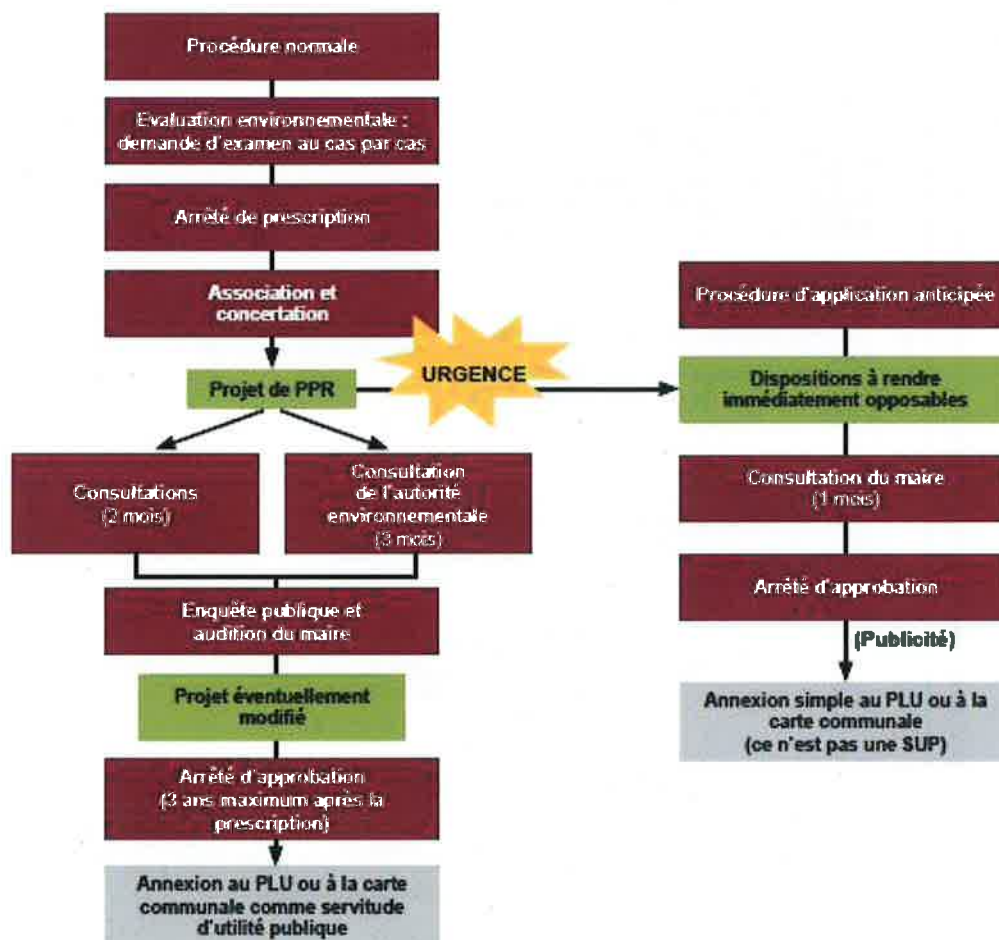 Procédure normale
Evaluation environnementale :
demande d'examen au cas par cas
Arrêté de prescription
Association et
concertation
Projet de PPR
URGENCE
Consultations
(2 mois)
Consultation
de l'autorité
environnementale
(3 mois)
Enquête publique et
audition du maire
Projet éventuellement
modifié
Arrêté d'approbation
(3 ans maximum après la
prescription)
Annexion au PLU ou à la carte
communale comme servitude
d'utilité publique
Procédure d'application anticipée
Dispositions à rendre
immédiatement opposables
Consultation du maire
(1 mois)
Arrêté d'approbation
(Publicité)
Annexion simple au PLU ou à la
carte communale
(ce n'est pas une SUP)